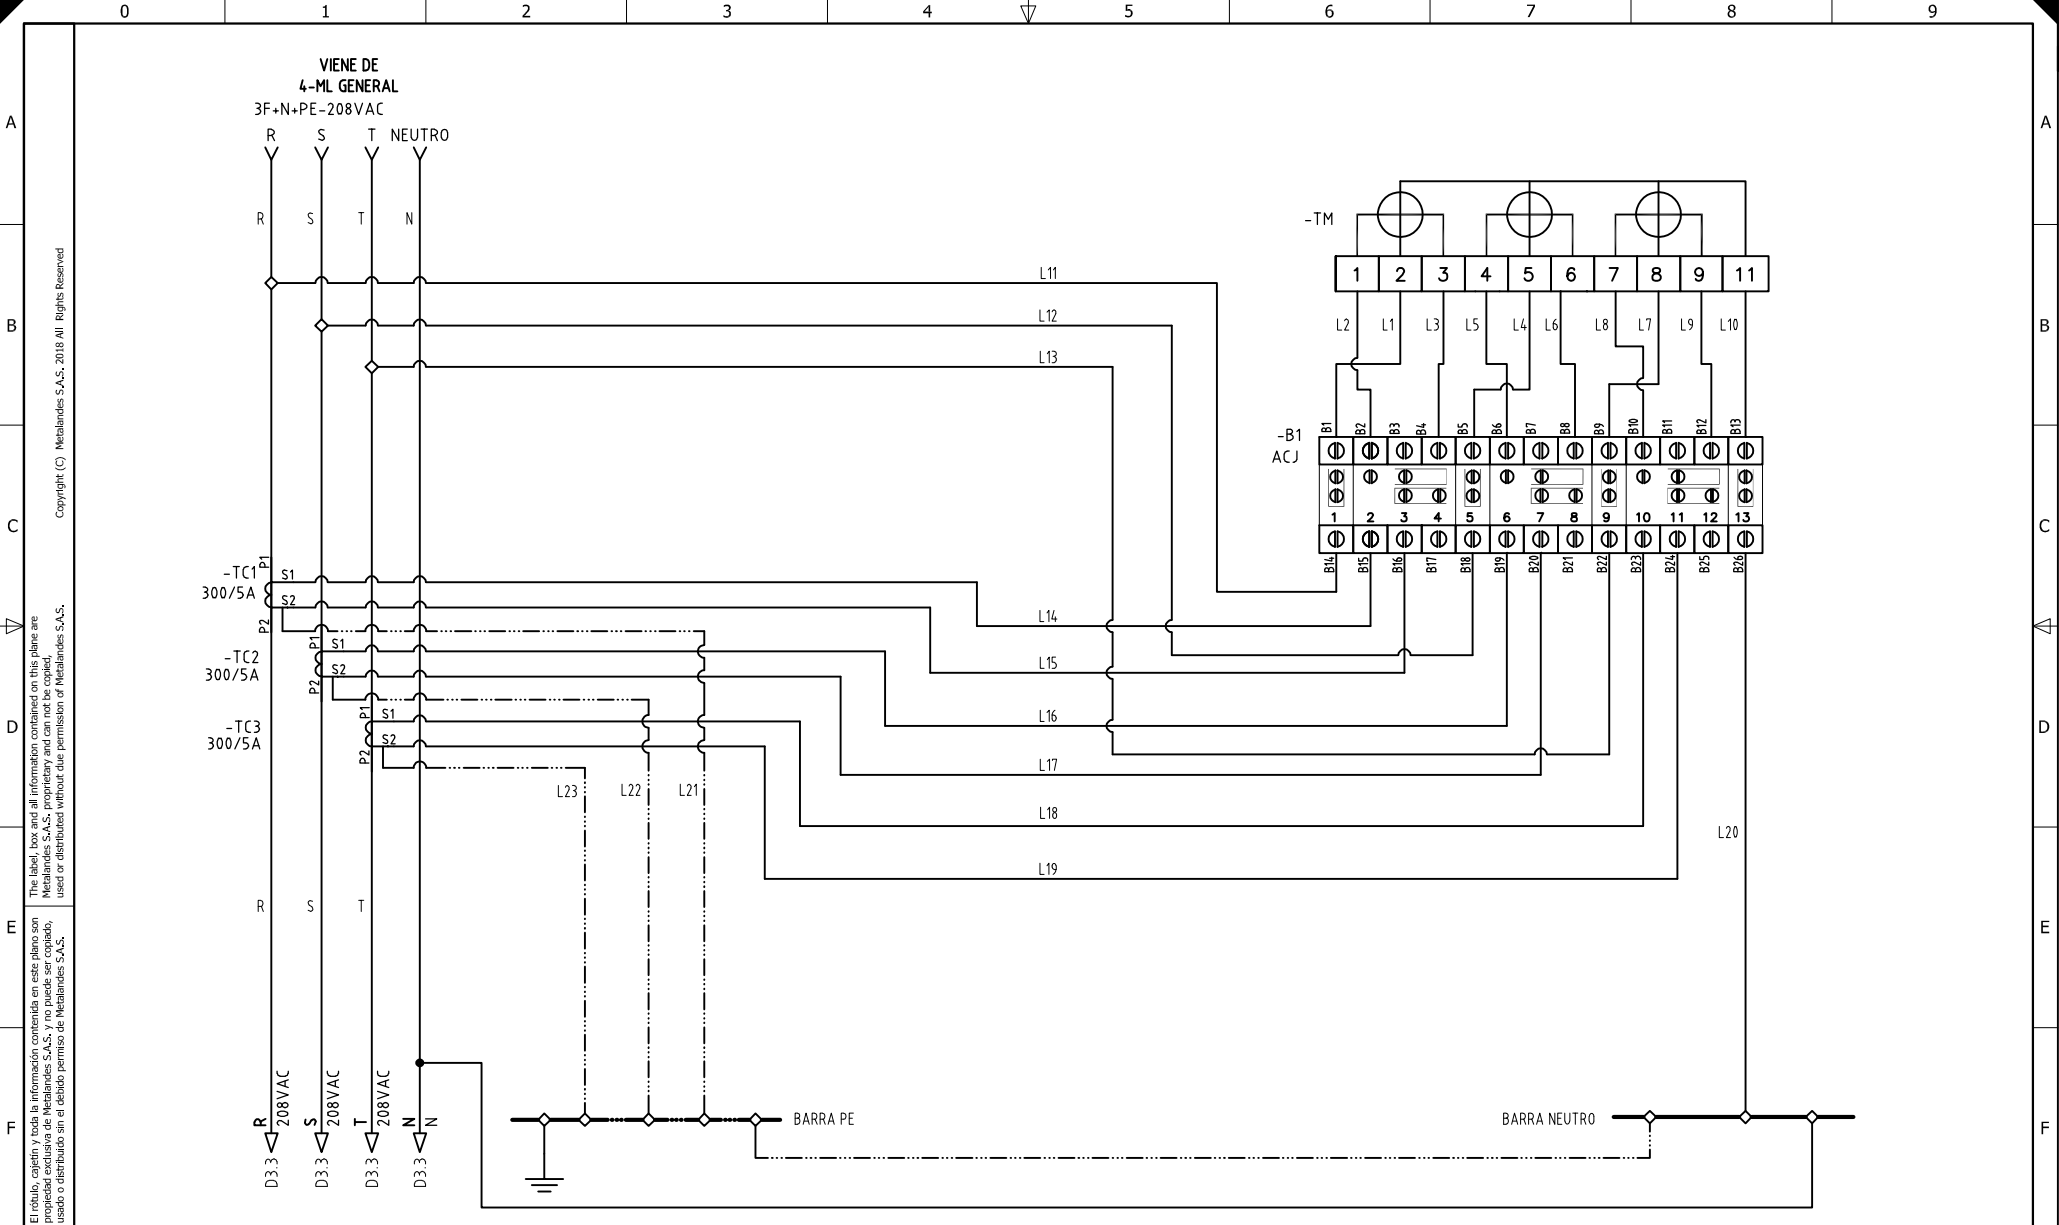 0 1 2 3 4 5 6 7 8 9
VIENE DE
4-ML GENERAL
3F+N+PE-208VAC
R S T NEUTRO
A A
R S T N
-TM
1 2 3 4 5 6 7 8 9 11
L11
L12
L13
B B
L2 L1 L3 L5 L4 L6 L8 L7 L9 L10
B1 B2 B3 B4 B5 B6 B7 B8 B9 B10 B11 B12 B13
-B1
ACJ
1 2 3 4 5 6 7 8 9 10 11 12 13
C C
B14 B15 B16 B17 B18 B19 B20 B21 B22 B23 B24 B25 B26
-TC1
300/5A
P1
S1
S2
P2
L14
-TC2
300/5A
P1
S1
S2
P2
L15
-TC3
300/5A
P1
S1
S2
P2
L16
D D
L17
L23 L22 L21
L18
L20
L19
R S T
E E
R 208VAC
S 208VAC
T 208VAC
N N
F F
BARRA PE
BARRA NEUTRO
D3.3 D3.3 D3.3 D3.3
Copyright (C) Metalandes S.A.S. 2018 All Rights Reserved
The label, box and all information contained on this plane are
Metalandes S.A.S. proprietary and can not be copied,
used or distributed without due permission of Metalandes S.A.S.
El rótulo, cajetín y toda la información contenida en este plano son
propiedad exclusiva de Metalandes S.A.S. y no puede ser copiado,
usado o distribuido sin el debido permiso de Metalandes S.A.S.